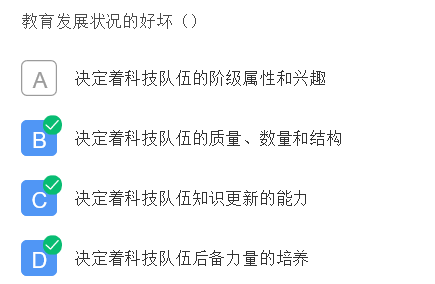 教育发展状况的好坏（）
A 决定着科技队伍的阶级属性和兴趣
B 决定着科技队伍的质量、数量和结构
C 决定着科技队伍知识更新的能力
D 决定着科技队伍后备力量的培养